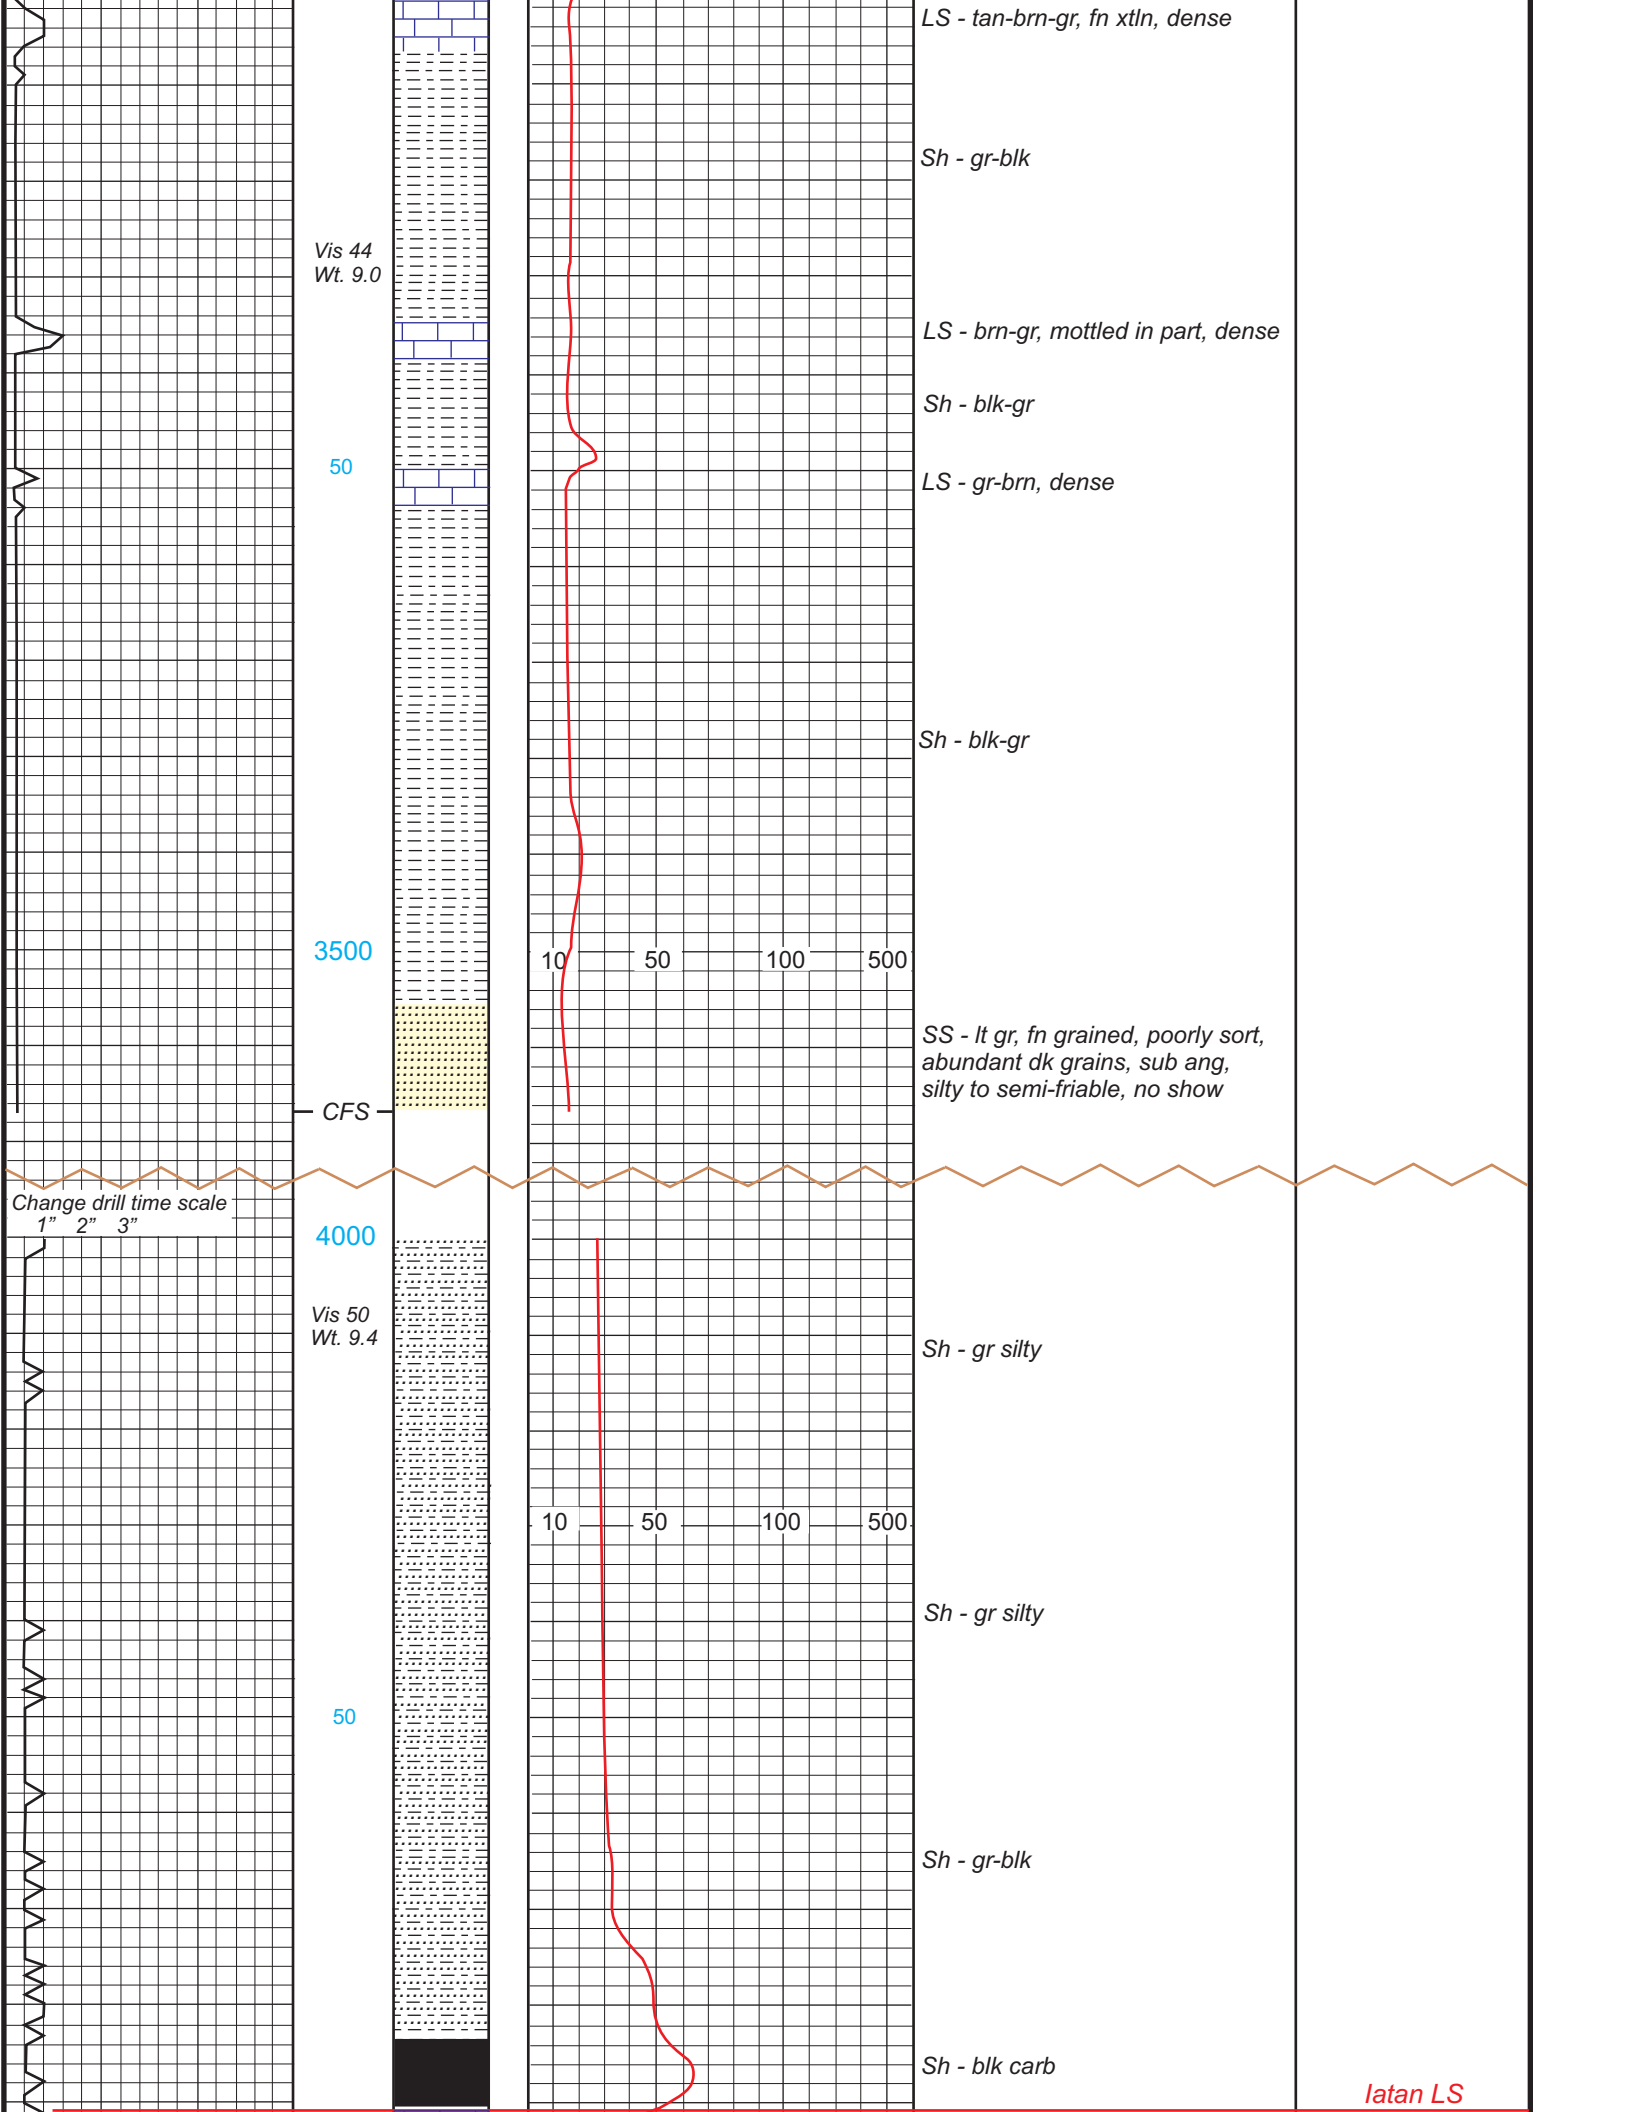 LS - tan-brn-gr, fn xtln, dense
Sh - gr-blk
Vis 44
Wt. 9.0
LS - brn-gr, mottled in part, dense
Sh - blk-gr
50
LS - gr-brn, dense
Sh - blk-gr
3500
10 50 100 500
SS - lt gr, fn grained, poorly sort,
abundant dk grains, sub ang,
silty to semi-friable, no show
CFS
Change drill time scale
1” 2” 3”
4000
Vis 50
Wt. 9.4
Sh - gr silty
10 50 100 500
Sh - gr silty
50
Sh - gr-blk
Sh - blk carb
Iatan LS